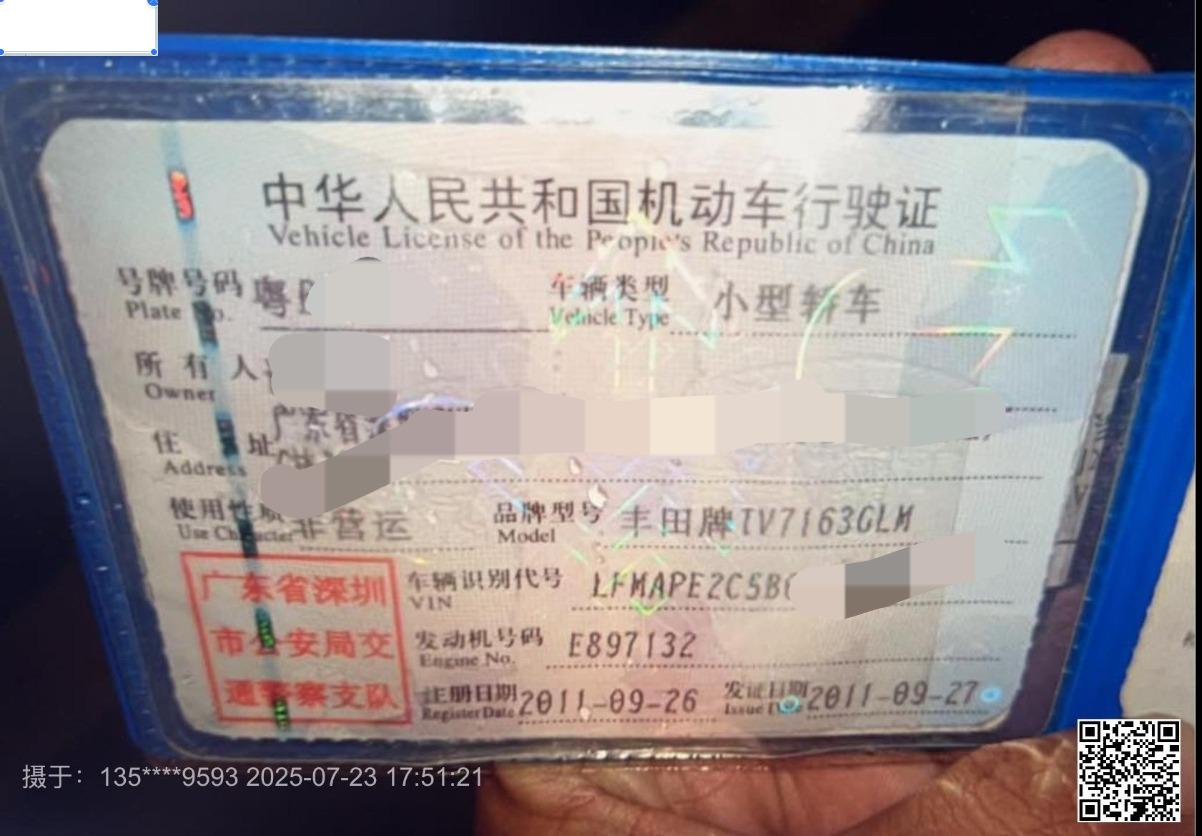 中华人民共和国机动车行驶证
Vehicle License of the People's Republic of China
号牌号码 粤 车辆类型 小型轿车
Plate No. Vehicle Type
所有人
Owner
住址 广东省
Address
使用性质 非营运 品牌型号 丰田牌TV7163GLM
Use Character Model
广东省深圳 车辆识别代号 LFMAPE2C5B
VIN
市公安局交 发动机号码 E897132
Engine No.
通警察支队 注册日期 2011-09-26 发证日期 2011-09-27
Register Date Issue Date
摄于：135****9593 2025-07-23 17:51:21